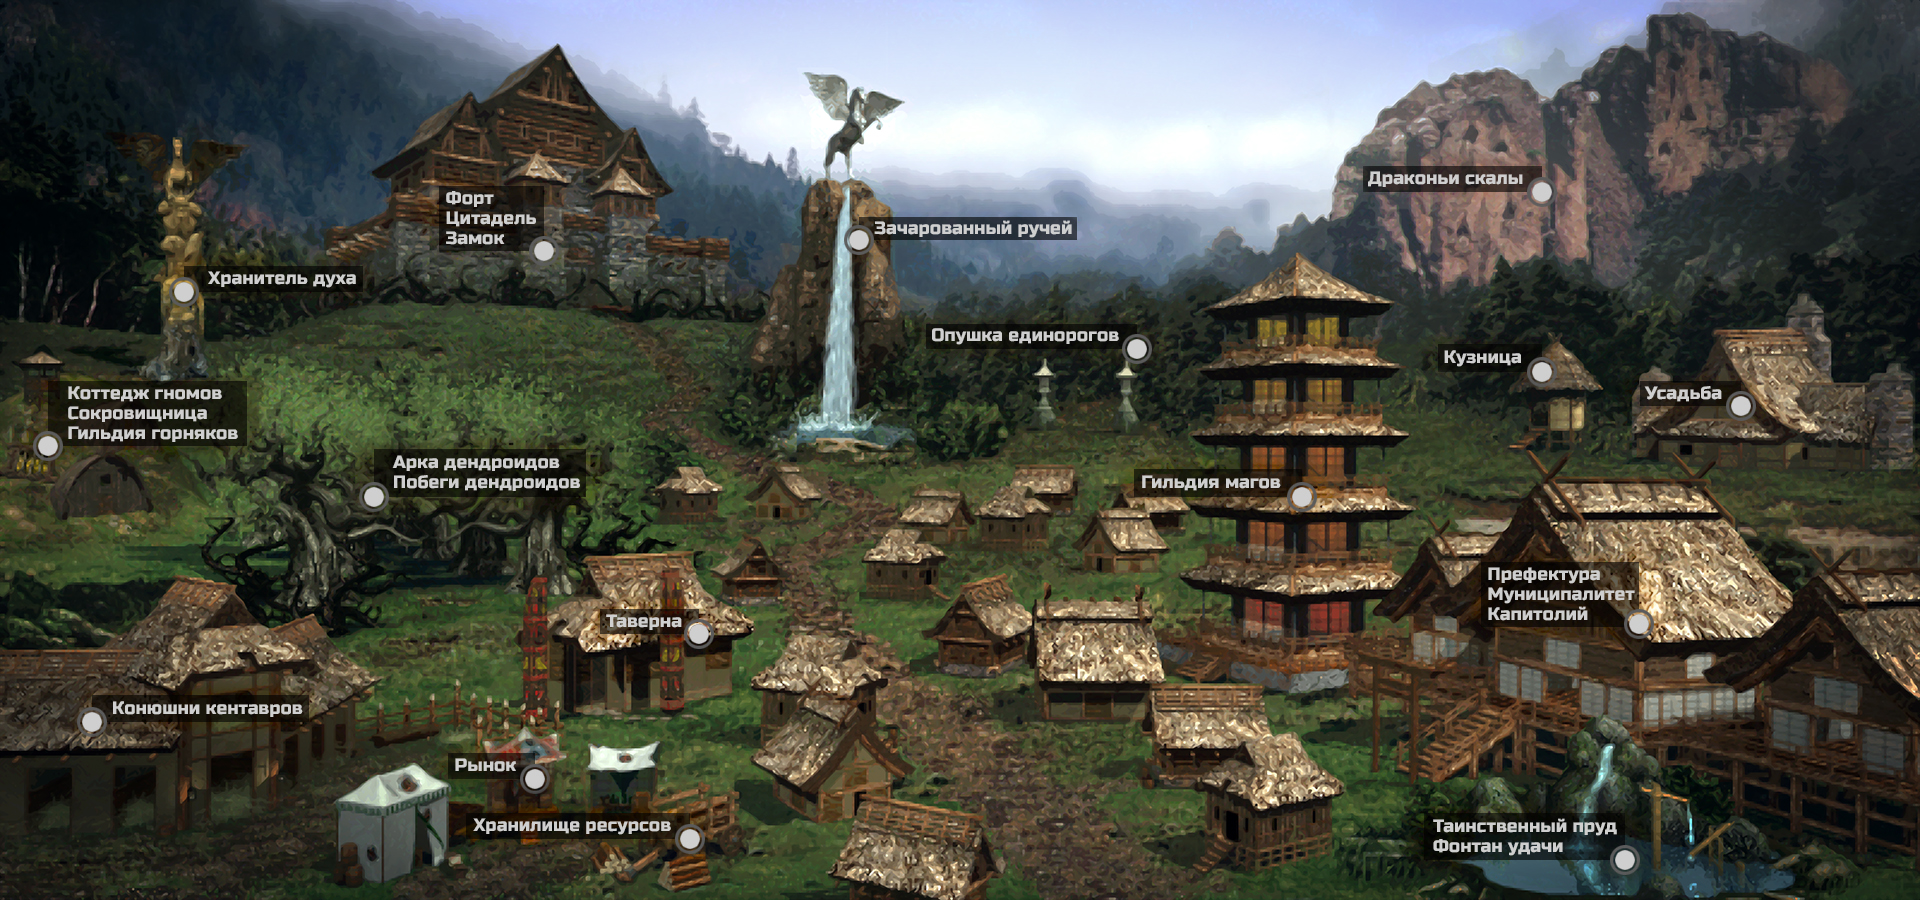 Драконьи скалы
Форт
Цитадель
Замок
Зачарованный ручей
Хранитель духа
Опушка единорогов
Кузница
Усадьба
Коттедж гномов
Сокровищница
Гильдия горняков
Арка дендроидов
Побеги дендроидов
Гильдия магов
Префектура
Муниципалитет
Капитолий
Таверна
Конюшни кентавров
Рынок
Хранилище ресурсов
Таинственный пруд
Фонтан удачи